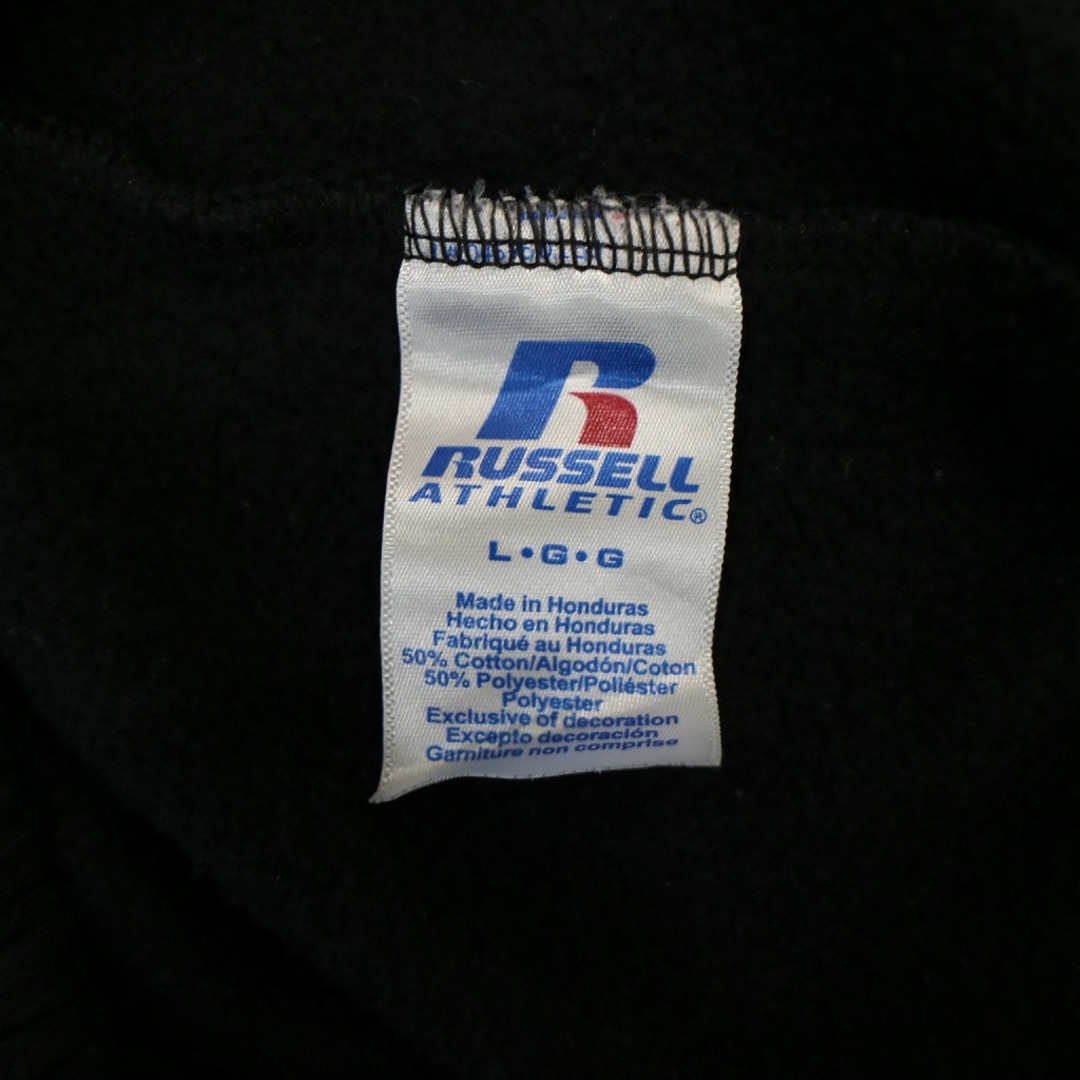 R
RUSSELL
ATHLETIC®
L•G•G
Made in Honduras
Hecho en Honduras
Fabriqué au Honduras
50% Cotton/Algodón/Coton
50% Polyester/Poliéster
Polyester
Exclusive of decoration
Excepto decoración
Garniture non comprise